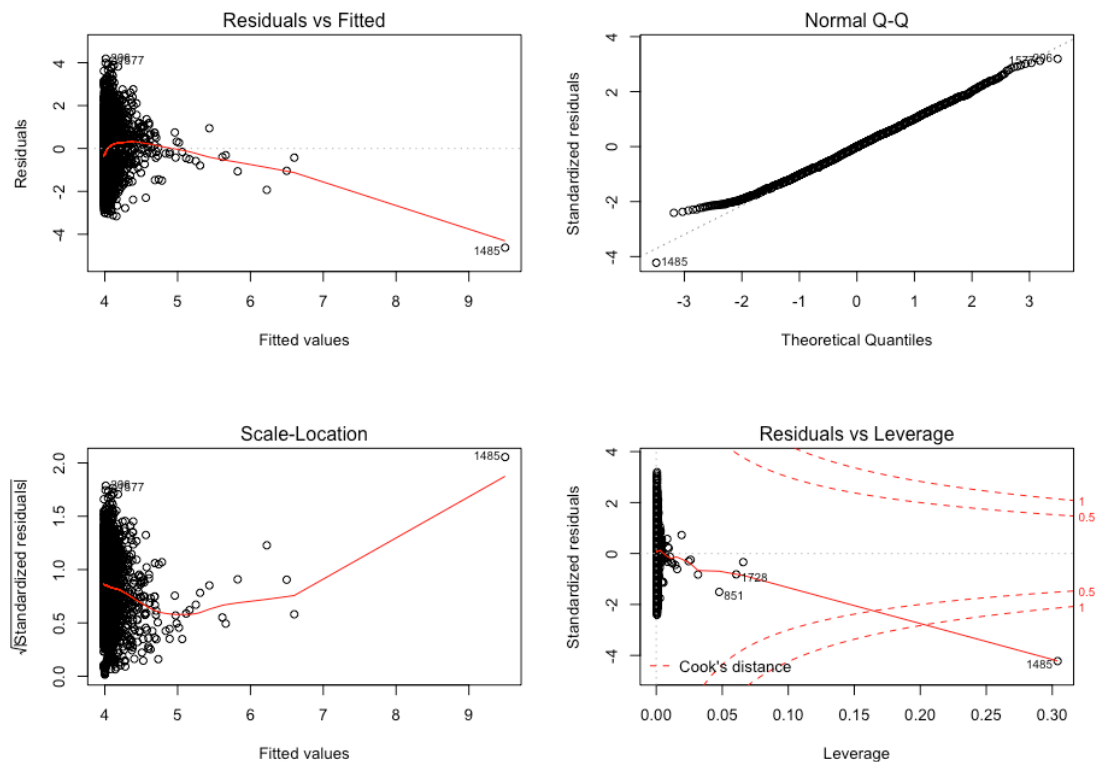 Residuals vs Fitted
Residuals
4
2
0
-2
-4
1485
4 5 6 7 8 9
Fitted values
Normal Q-Q
Standardized residuals
4
2
0
-2
-4
1485
-3 -2 -1 0 1 2 3
Theoretical Quantiles
Scale-Location
√|Standardized residuals|
2.0
1.5
1.0
0.5
0.0
1485
4 5 6 7 8 9
Fitted values
Residuals vs Leverage
Standardized residuals
4
2
0
-2
-4
1
0.5
0.5
1
1728
851
1485
Cook's distance
0.00 0.05 0.10 0.15 0.20 0.25 0.30
Leverage